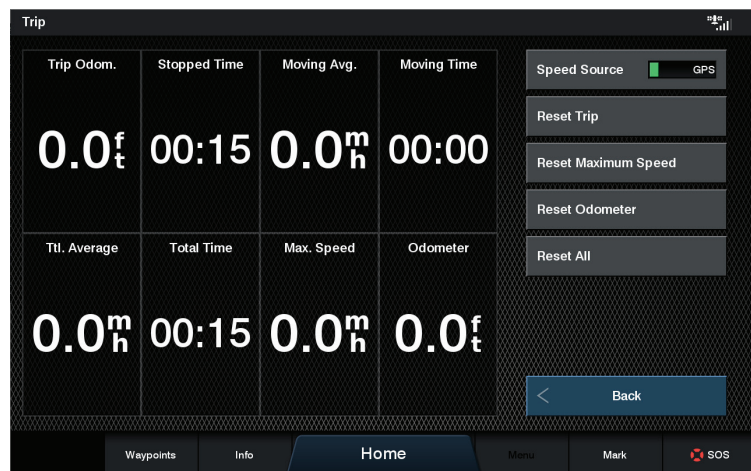 Trip
Trip Odom. Stopped Time Moving Avg. Moving Time
0.0ft 00:15 0.0mh 00:00
Ttl. Average Total Time Max. Speed Odometer
0.0mh 00:15 0.0mh 0.0ft
Speed Source GPS
Reset Trip
Reset Maximum Speed
Reset Odometer
Reset All
< Back
Waypoints Info Home Menu Mark SOS